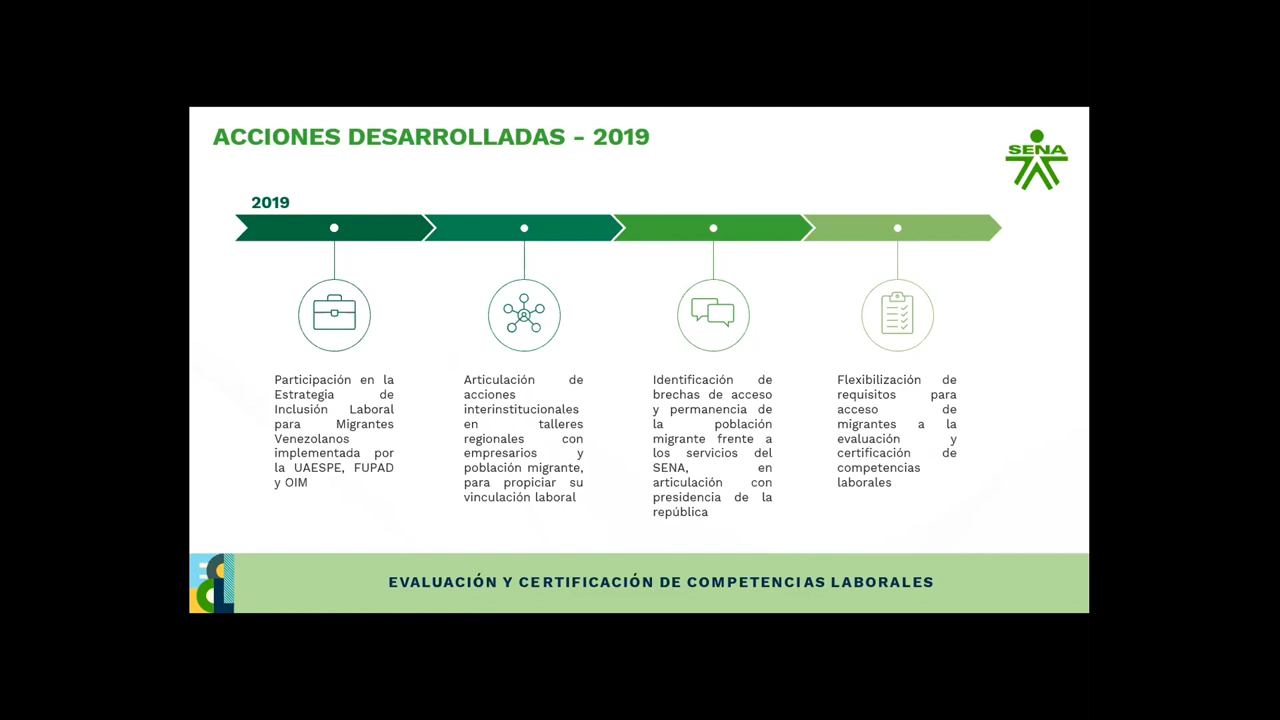 ACCIONES DESARROLLADAS - 2019
SENA
2019
Participación en la
Estrategia de
Inclusión Laboral
para Migrantes
Venezolanos
implementada por
la UAESPE, FUPAD
y OIM
Articulación de
acciones
interinstitucionales
en talleres
regionales con
empresarios y
población migrante,
para propiciar su
vinculación laboral
Identificación de
brechas de acceso
y permanencia de
la población
migrante frente a
los servicios del
SENA, en
articulación con
presidencia de la
república
Flexibilización de
requisitos para
acceso de
migrantes a la
evaluación y
certificación de
competencias
laborales
EVALUACIÓN Y CERTIFICACIÓN DE COMPETENCIAS LABORALES